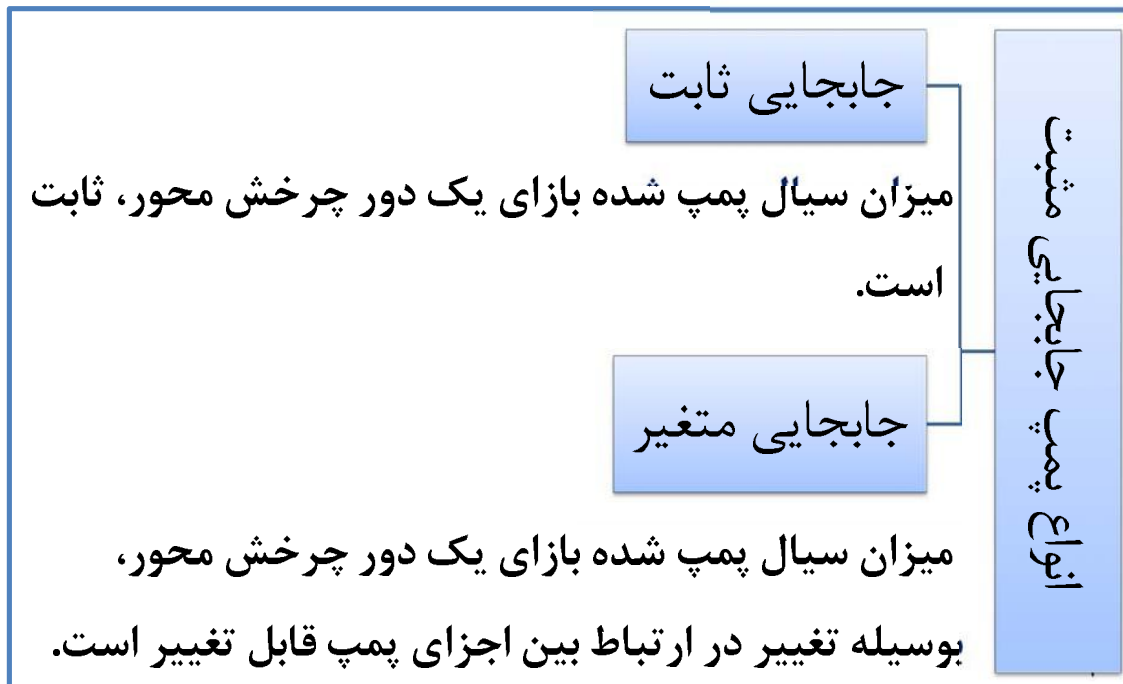 انواع پمپ جابجایی مثبت
جابجایی ثابت
میزان سیال پمپ شده بازای یک دور چرخش محور، ثابت
است.
جابجایی متغیر
میزان سیال پمپ شده بازای یک دور چرخش محور،
بوسیله تغییر در ارتباط بین اجزای پمپ قابل تغییر است.